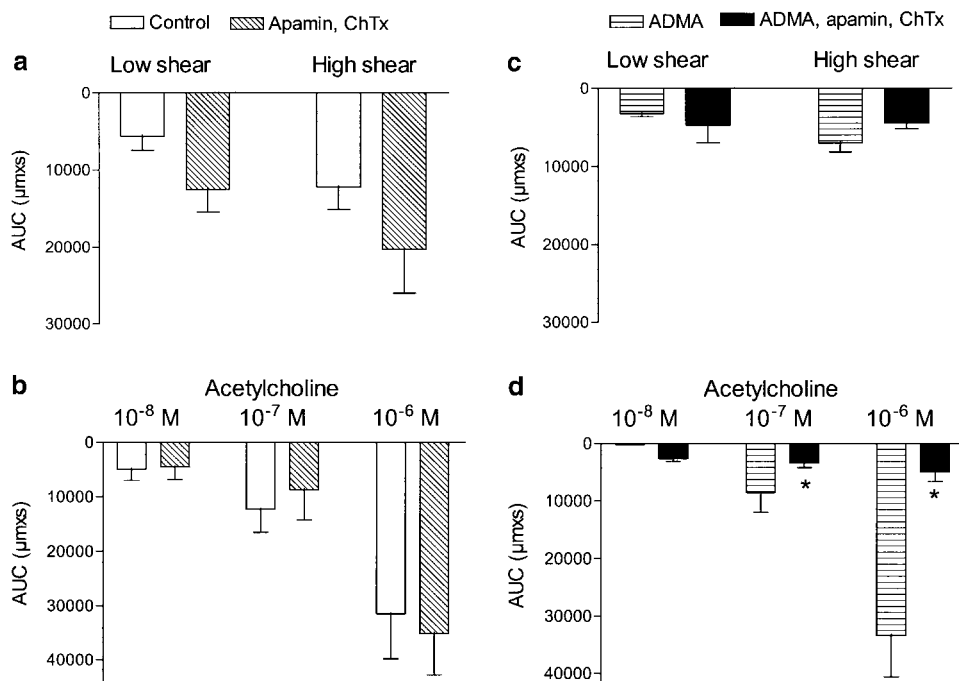 Control Apamin, ChTx
a
Low shear High shear
0
10000
20000
30000
AUC (µmxs)
b
Acetylcholine
10-8 M 10-7 M 10-6 M
0
10000
20000
30000
40000
AUC (µmxs)
ADMA ADMA, apamin, ChTx
c
Low shear High shear
0
10000
20000
30000
AUC (µmxs)
d
Acetylcholine
10-8 M 10-7 M 10-6 M
0
10000
20000
30000
40000
AUC (µmxs)
* *